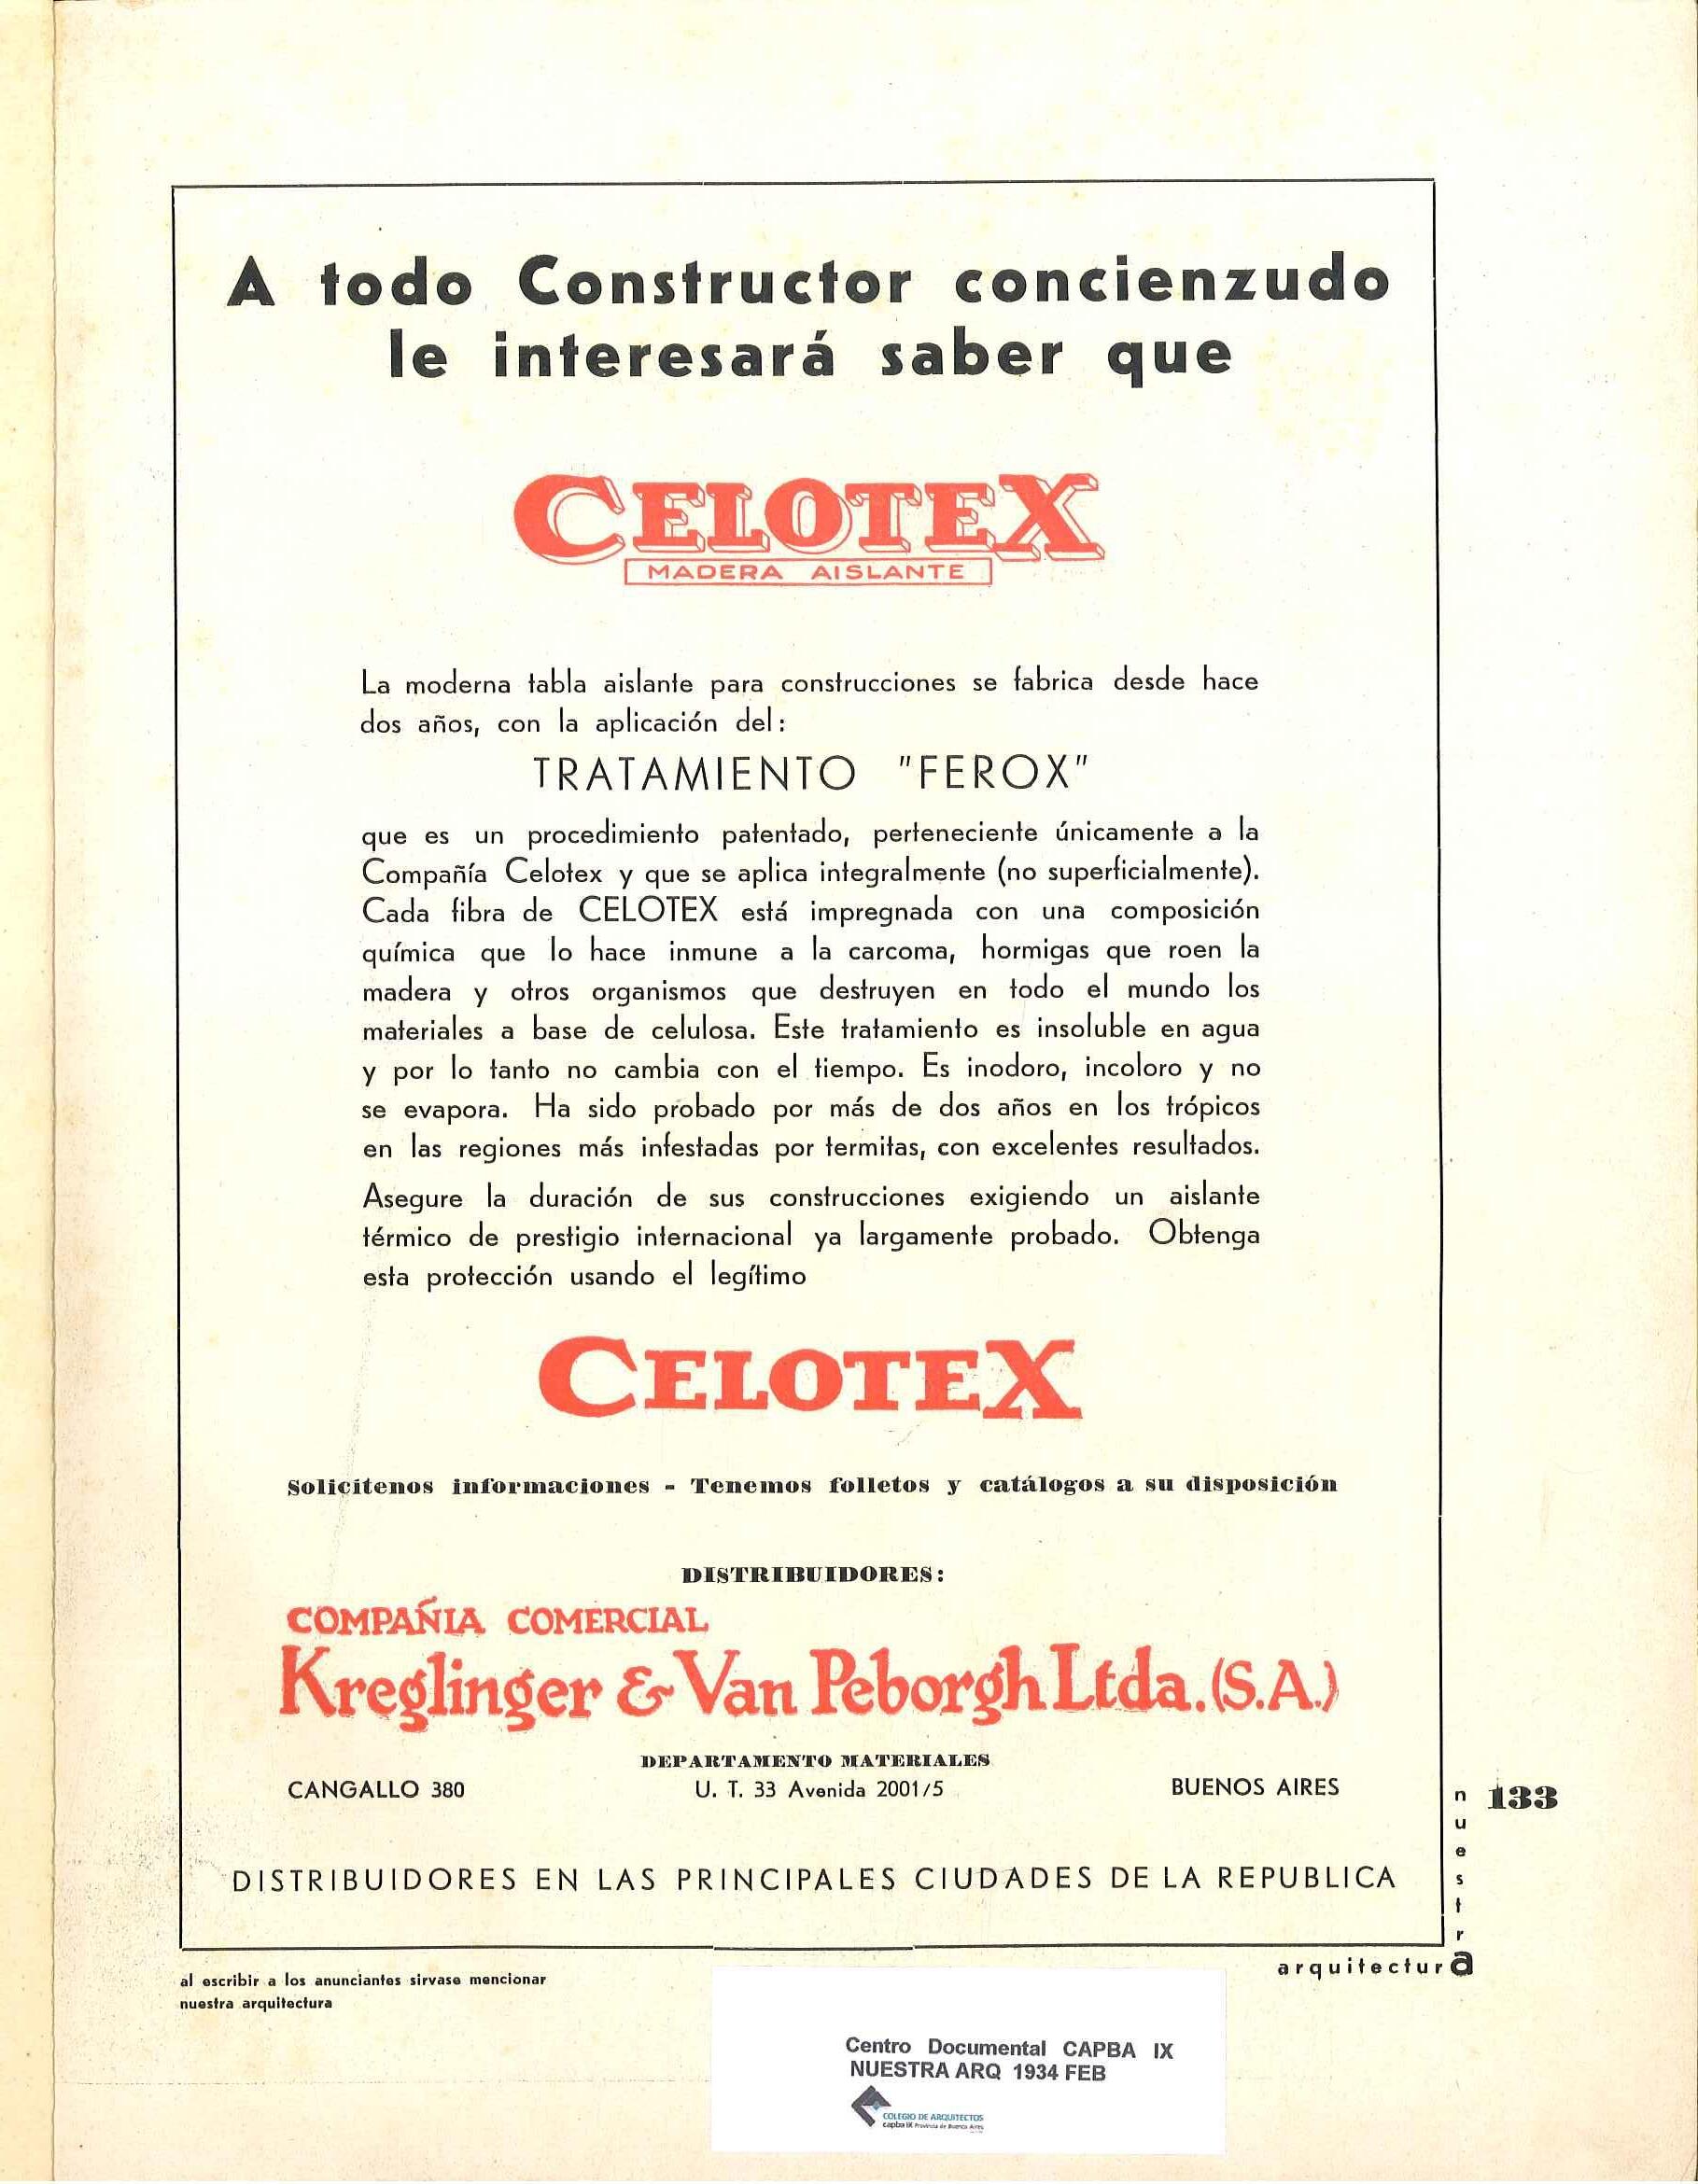 A todo Constructor concienzudo
le interesará saber que
CELOTEX
MADERA AISLANTE
La moderna tabla aislante para construcciones se fabrica desde hace
dos años, con la aplicación del:
TRATAMIENTO "FEROX"
que es un procedimiento patentado, perteneciente únicamente a la
Compañía Celotex y que se aplica integralmente (no superficialmente).
Cada fibra de CELOTEX está impregnada con una composición
química que lo hace inmune a la carcoma, hormigas que roen la
madera y otros organismos que destruyen en todo el mundo los
materiales a base de celulosa. Este tratamiento es insoluble en agua
y por lo tanto no cambia con el tiempo. Es inodoro, incoloro y no
se evapora. Ha sido probado por más de dos años en los trópicos
en las regiones más infestadas por termitas, con excelentes resultados.
Asegure la duración de sus construcciones exigiendo un aislante
térmico de prestigio internacional ya largamente probado. Obtenga
esta protección usando el legítimo
CELOTEX
Solicítenos informaciones - Tenemos folletos y catálogos a su disposición
DISTRIBUIDORES:
COMPAÑIA COMERCIAL
Kreglinger & Van Peborgh Ltda. (S.A.)
DEPARTAMENTO MATERIALES
CANGALLO 380 U. T. 33 Avenida 2001/5 BUENOS AIRES
DISTRIBUIDORES EN LAS PRINCIPALES CIUDADES DE LA REPUBLICA
133
nuestra
arquitectura
al escribir a los anunciantes sirvase mencionar
nuestra arquitectura
Centro Documental CAPBA IX
NUESTRA ARQ 1934 FEB
COLEGIO DE ARQUITECTOS
capba IX Provincia de Buenos Aires